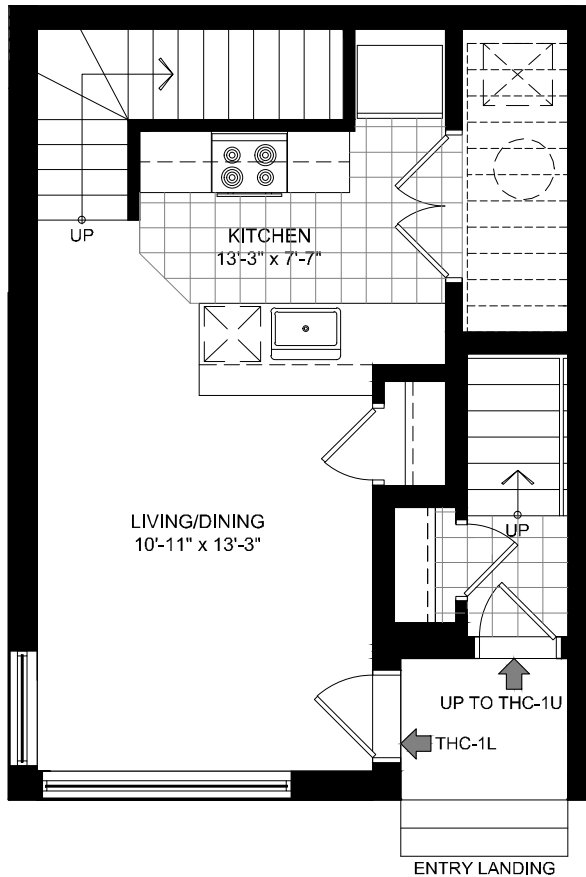 UP
KITCHEN
13'-3" x 7'-7"
LIVING/DINING
10'-11" x 13'-3"
UP
UP TO THC-1U
THC-1L
ENTRY LANDING